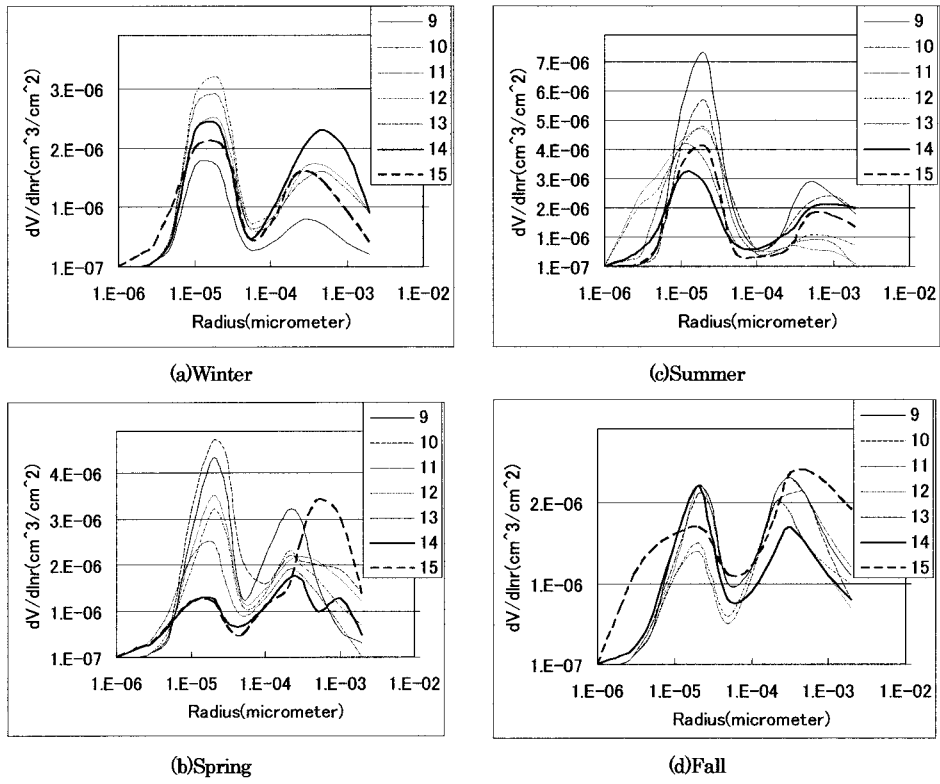 dV/dlnr(cm^3/cm^2)
3.E-06
2.E-06
1.E-06
1.E-07
1.E-06
1.E-05
1.E-04
1.E-03
1.E-02
Radius(micrometer)
9
10
11
12
13
14
15
(a)Winter
dV/dlnr(cm^3/cm^2)
7.E-06
6.E-06
5.E-06
4.E-06
3.E-06
2.E-06
1.E-06
1.E-07
1.E-06
1.E-05
1.E-04
1.E-03
1.E-02
Radius(micrometer)
9
10
11
12
13
14
15
(c)Summer
dV/dlnr(cm^3/cm^2)
4.E-06
3.E-06
2.E-06
1.E-06
1.E-07
1.E-06
1.E-05
1.E-04
1.E-03
1.E-02
Radius(micrometer)
9
10
11
12
13
14
15
(b)Spring
dV/dlnr(cm^3/cm^2)
2.E-06
1.E-06
1.E-07
1.E-06
1.E-05
1.E-04
1.E-03
1.E-02
Radius(micrometer)
9
10
11
12
13
14
15
(d)Fall